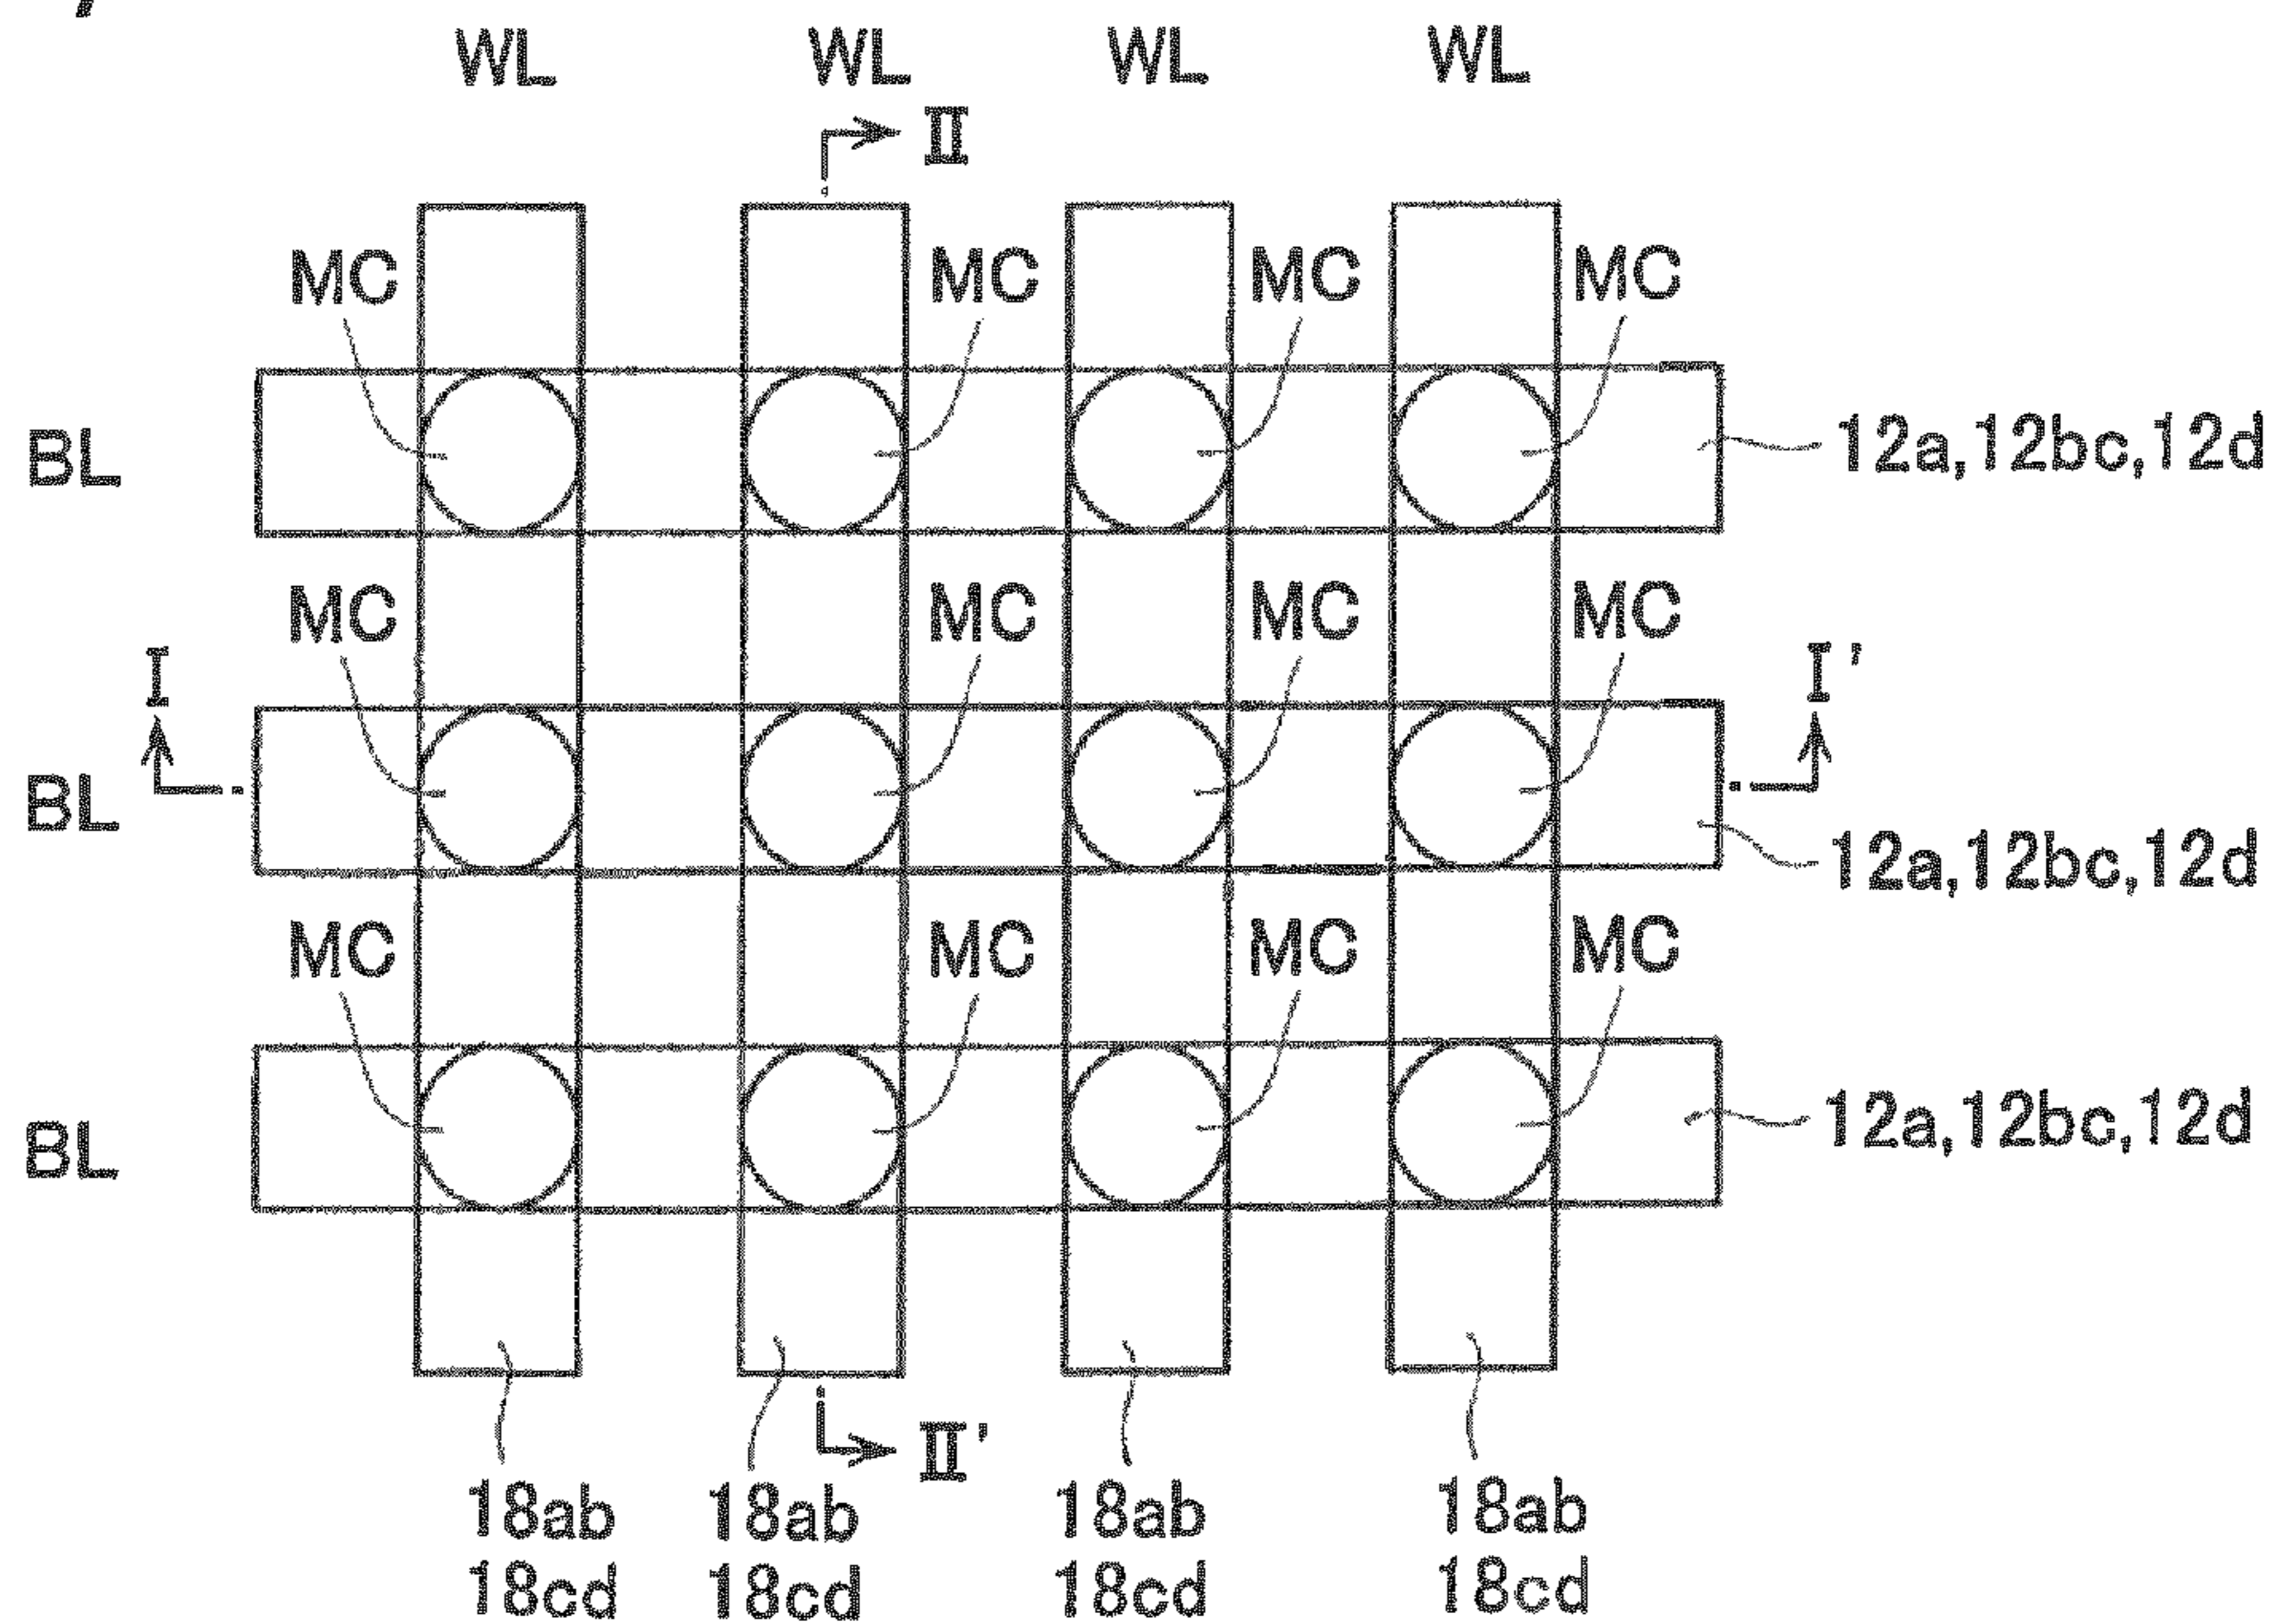 WL WL WL WL
II
MC MC MC MC
BL 12a,12bc,12d
MC MC MC MC
I I'
BL 12a,12bc,12d
MC MC MC MC
BL 12a,12bc,12d
II'
18ab 18ab 18ab 18ab
18cd 18cd 18cd 18cd